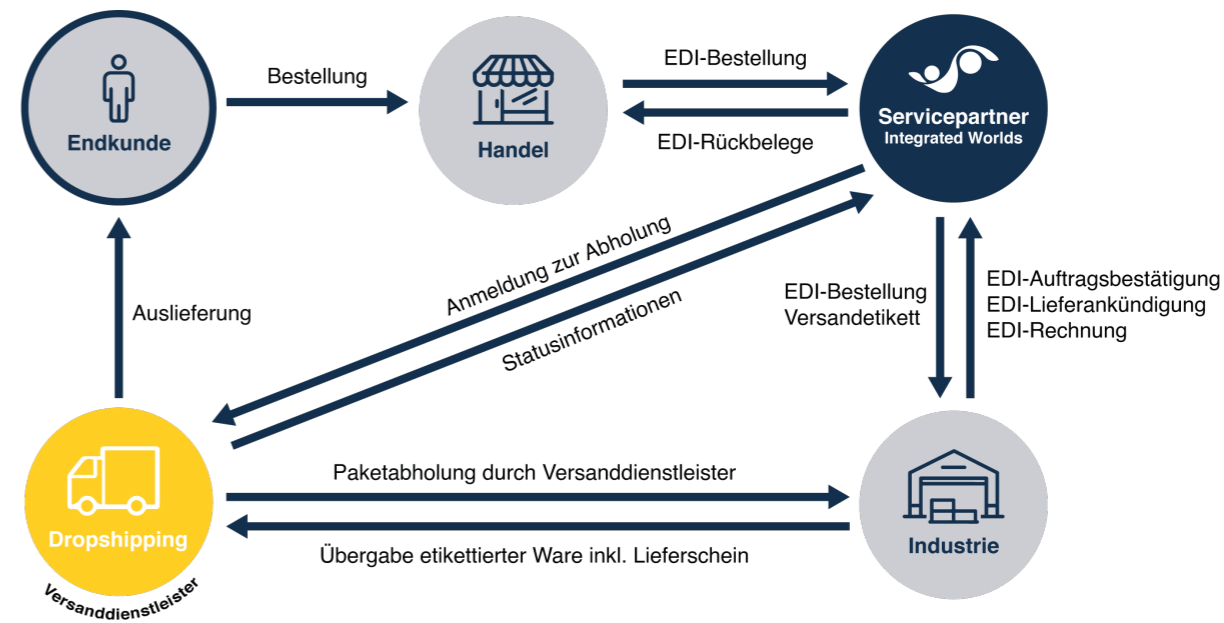 Endkunde
Bestellung
Handel
EDI-Bestellung
EDI-Rückbelege
Servicepartner
Integrated Worlds
Anmeldung zur Abholung
Statusinformationen
Auslieferung
EDI-Bestellung
Versandetikett
EDI-Auftragsbestätigung
EDI-Lieferankündigung
EDI-Rechnung
Dropshipping
Versanddienstleister
Paketabholung durch Versanddienstleister
Übergabe etikettierter Ware inkl. Lieferschein
Industrie